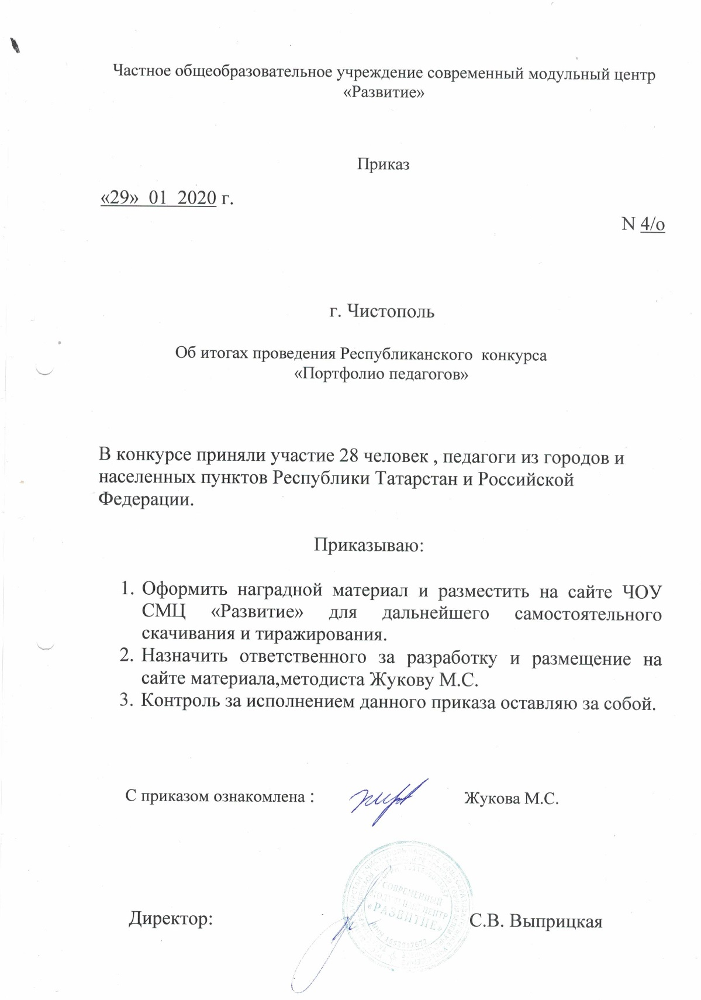 Частное общеобразовательное учреждение современный модульный центр
«Развитие»
Приказ
«29» 01 2020 г.
N 4/о
г. Чистополь
Об итогах проведения Республиканского конкурса
«Портфолио педагогов»
В конкурсе приняли участие 28 человек , педагоги из городов и
населенных пунктов Республики Татарстан и Российской
Федерации.
Приказываю:
1. Оформить наградной материал и разместить на сайте ЧОУ
СМЦ «Развитие» для дальнейшего самостоятельного
скачивания и тиражирования.
2. Назначить ответственного за разработку и размещение на
сайте материала,методиста Жукову М.С.
3. Контроль за исполнением данного приказа оставляю за собой.
С приказом ознакомлена :
Жукова М.С.
СОВРЕМЕННЫЙ
МОДУЛЬНЫЙ ЦЕНТР
«РАЗВИТИЕ»
Директор:
С.В. Выприцкая